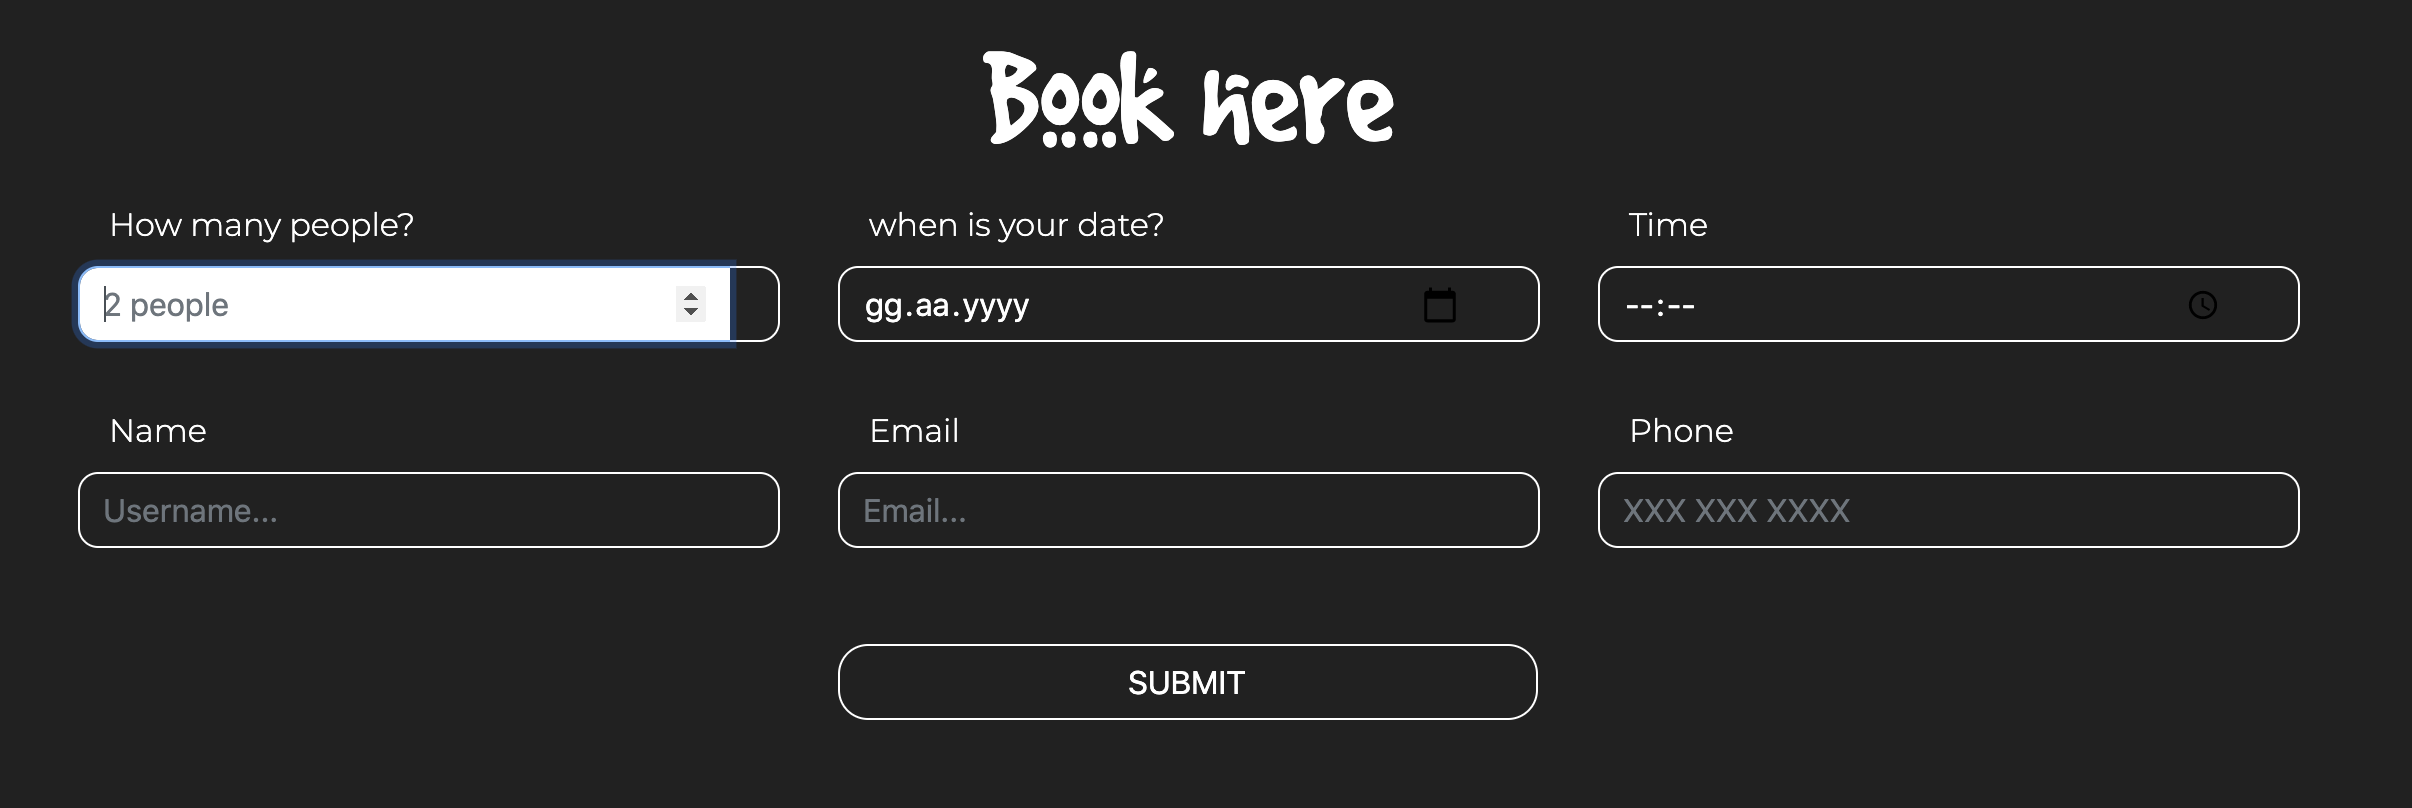 Book here
How many people?
when is your date?
Time
2 people
gg.aa.yyyy
--:--
Name
Email
Phone
Username...
Email...
XXX XXX XXXX
SUBMIT